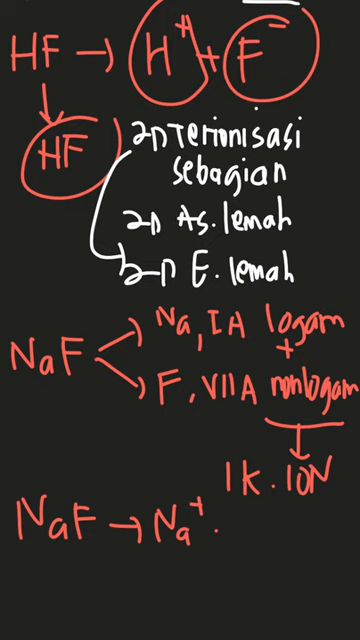 HF → H⁺ + F⁻
HF
Terionisasi
sebagian
As. lemah
E. lemah
Na, IA logam
+
NaF
F, VIIA nonlogam
Ik. ION
NaF → Na⁺.